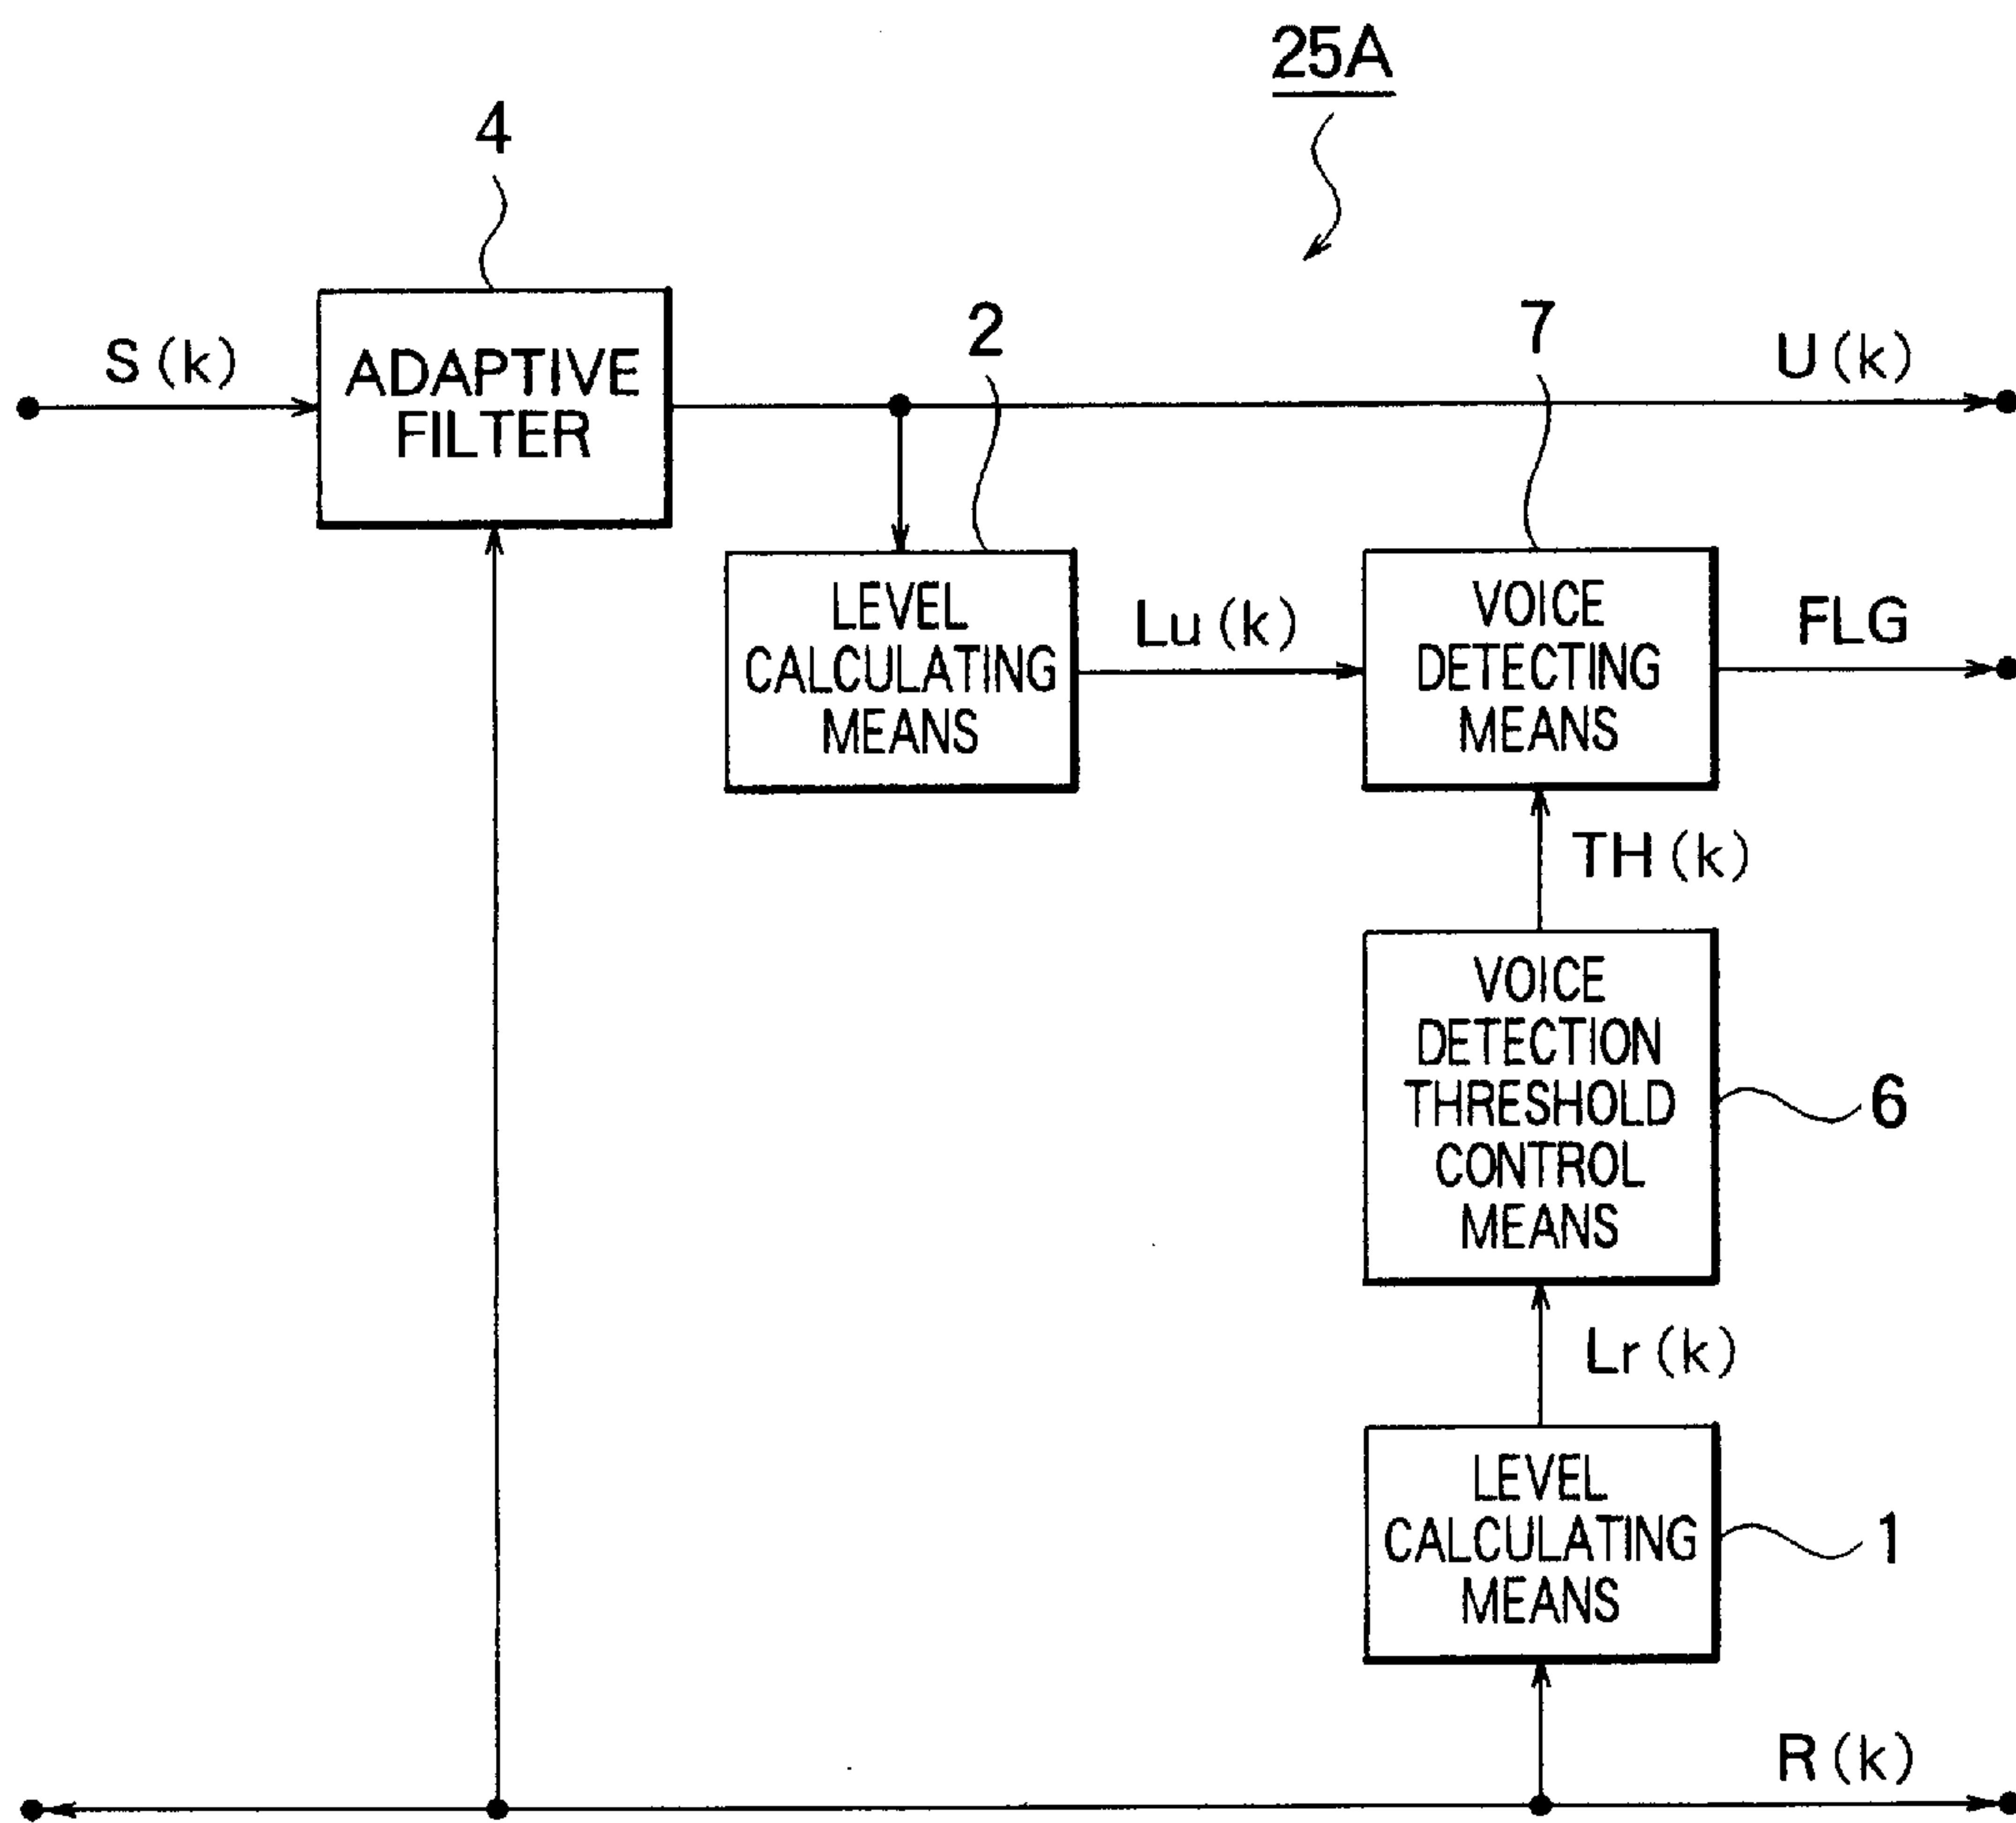 25A
4
S(k)
ADAPTIVE
FILTER
2
7
U(k)
LEVEL
CALCULATING
MEANS
Lu(k)
VOICE
DETECTING
MEANS
FLG
TH(k)
VOICE
DETECTION
THRESHOLD
CONTROL
MEANS
6
Lr(k)
LEVEL
CALCULATING
MEANS
1
R(k)